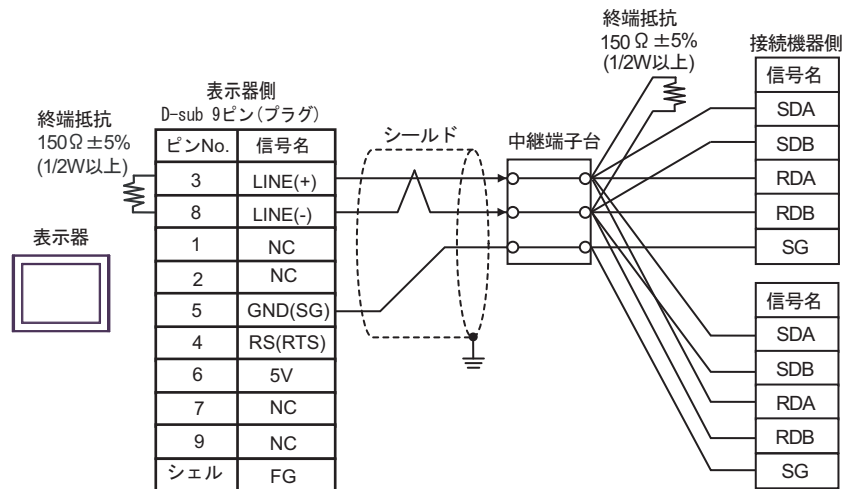 終端抵抗
150Ω±5%
(1/2W以上)
接続機器側
信号名
SDA
SDB
RDA
RDB
SG
表示器側
D-sub 9ピン(プラグ)
終端抵抗
150Ω±5%
(1/2W以上)
シールド
中継端子台
ピンNo. 信号名
3 LINE(+)
8 LINE(-)
1 NC
2 NC
5 GND(SG)
4 RS(RTS)
6 5V
7 NC
9 NC
シェル FG
表示器
信号名
SDA
SDB
RDA
RDB
SG